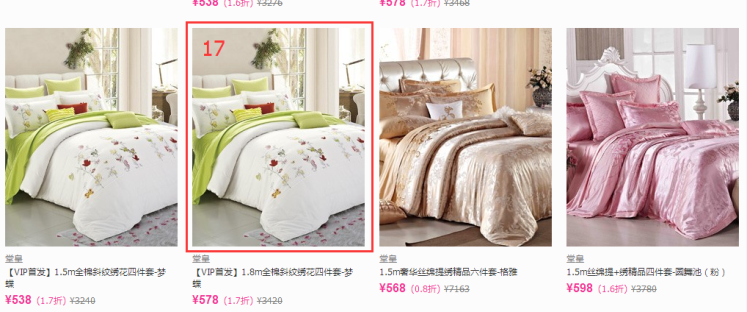 ¥538 (1.6折) ¥3276
¥578 (1.7折) ¥3468
17
堂皇
【VIP首发】1.5m全棉斜纹绣花四件套-梦
蝶
¥538 (1.7折) ¥3240
堂皇
【VIP首发】1.8m全棉斜纹绣花四件套-梦
蝶
¥578 (1.7折) ¥3420
堂皇
1.5m奢华丝绵提绣精品六件套-格雅
¥568 (0.8折) ¥7163
堂皇
1.5m丝绵提+绣精品四件套-圆舞池（粉）
¥598 (1.6折) ¥3780